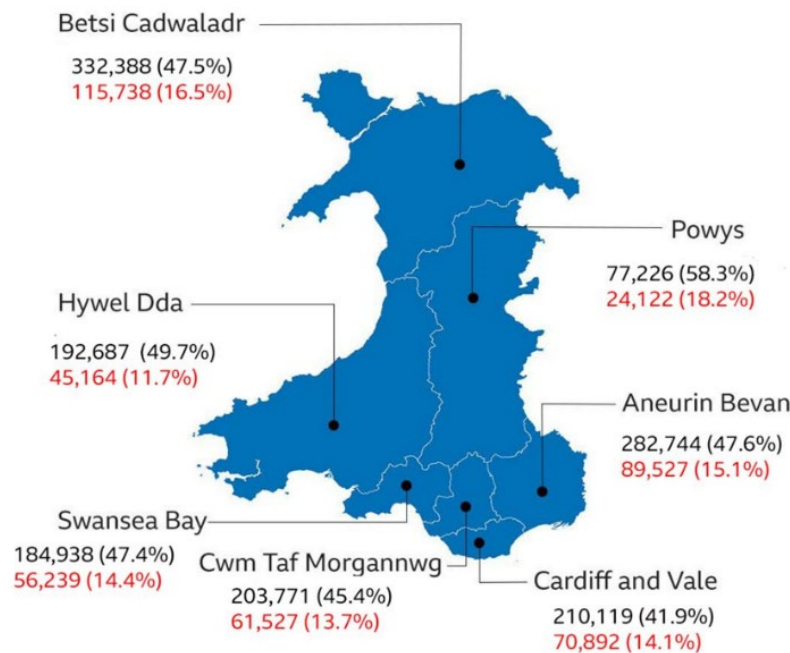 Betsi Cadwaladr
332,388 (47.5%)
115,738 (16.5%)
Powys
77,226 (58.3%)
24,122 (18.2%)
Hywel Dda
192,687 (49.7%)
45,164 (11.7%)
Aneurin Bevan
282,744 (47.6%)
89,527 (15.1%)
Swansea Bay
184,938 (47.4%)
56,239 (14.4%)
Cwm Taf Morgannwg
203,771 (45.4%)
61,527 (13.7%)
Cardiff and Vale
210,119 (41.9%)
70,892 (14.1%)